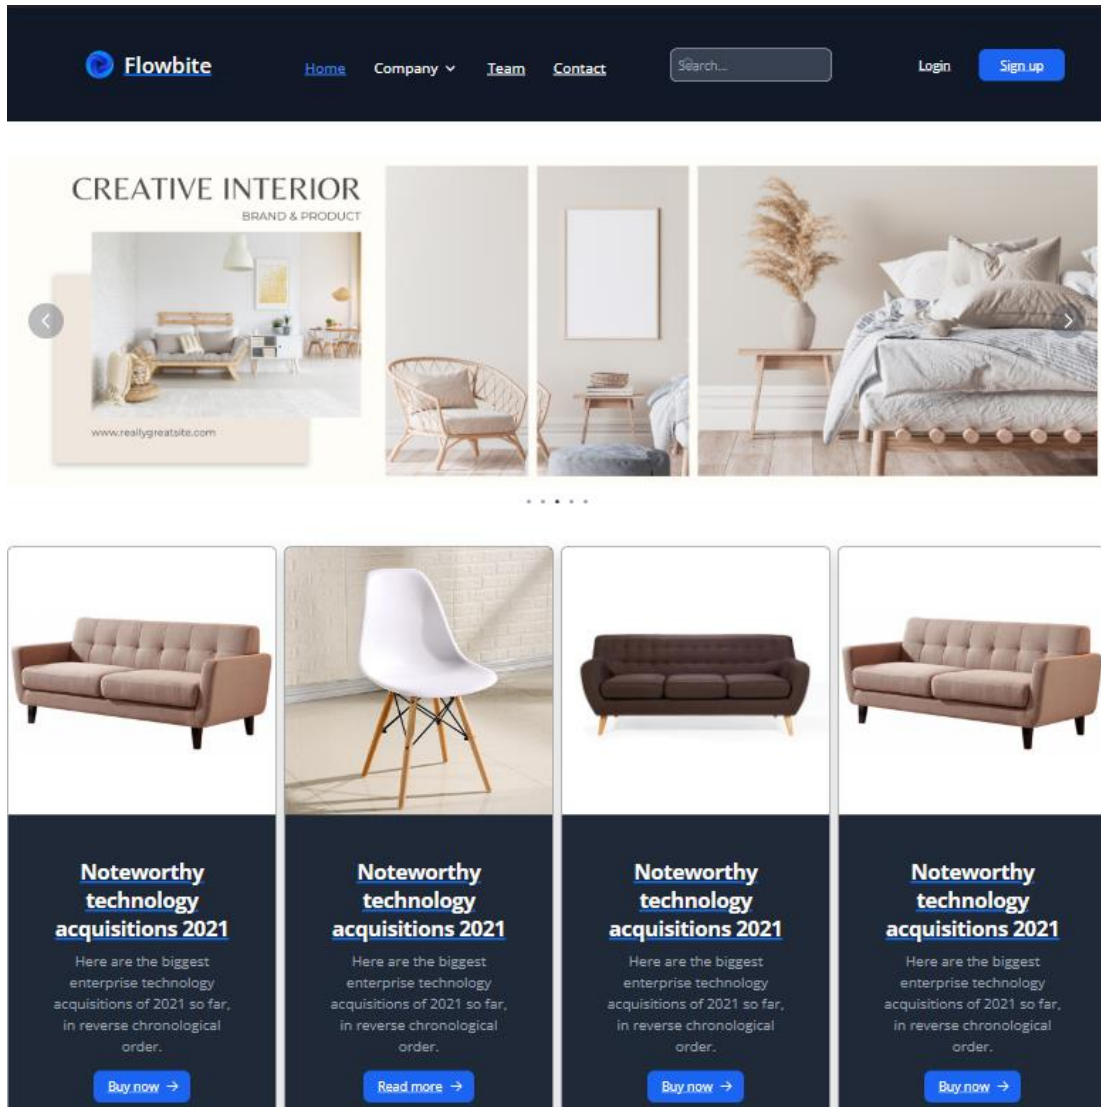 Flowbite
Home Company Team Contact
Search...
Login Sign up
CREATIVE INTERIOR
BRAND & PRODUCT
www.reallygreatsite.com
Noteworthy
technology
acquisitions 2021
Here are the biggest
enterprise technology
acquisitions of 2021 so far,
in reverse chronological
order.
Buy now →
Noteworthy
technology
acquisitions 2021
Here are the biggest
enterprise technology
acquisitions of 2021 so far,
in reverse chronological
order.
Read more →
Noteworthy
technology
acquisitions 2021
Here are the biggest
enterprise technology
acquisitions of 2021 so far,
in reverse chronological
order.
Buy now →
Noteworthy
technology
acquisitions 2021
Here are the biggest
enterprise technology
acquisitions of 2021 so far,
in reverse chronological
order.
Buy now →